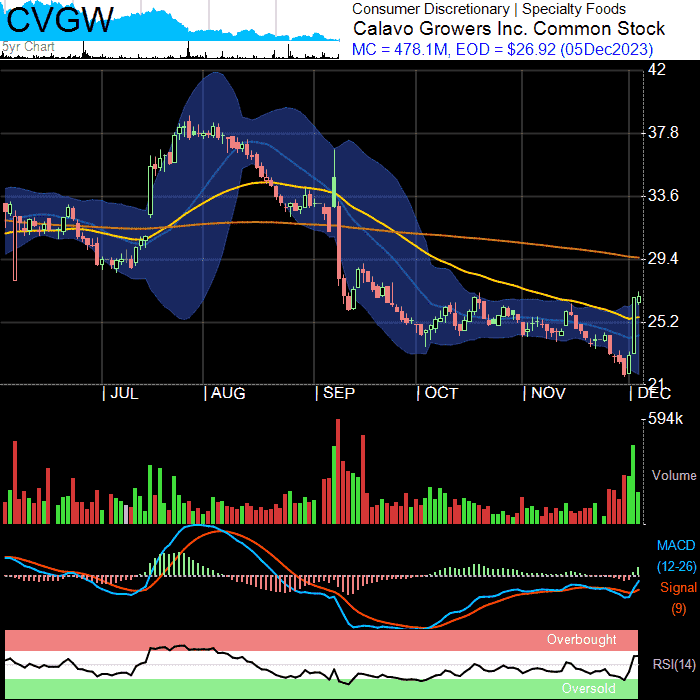 CVGW
5yr Chart
Consumer Discretionary | Specialty Foods
Calavo Growers Inc. Common Stock
MC = 478.1M, EOD = $26.92 (05Dec2023)
42
37.8
33.6
29.4
25.2
21
JUL AUG SEP OCT NOV DEC
594k
Volume
MACD
(12-26)
Signal
(9)
Overbought
RSI(14)
Oversold